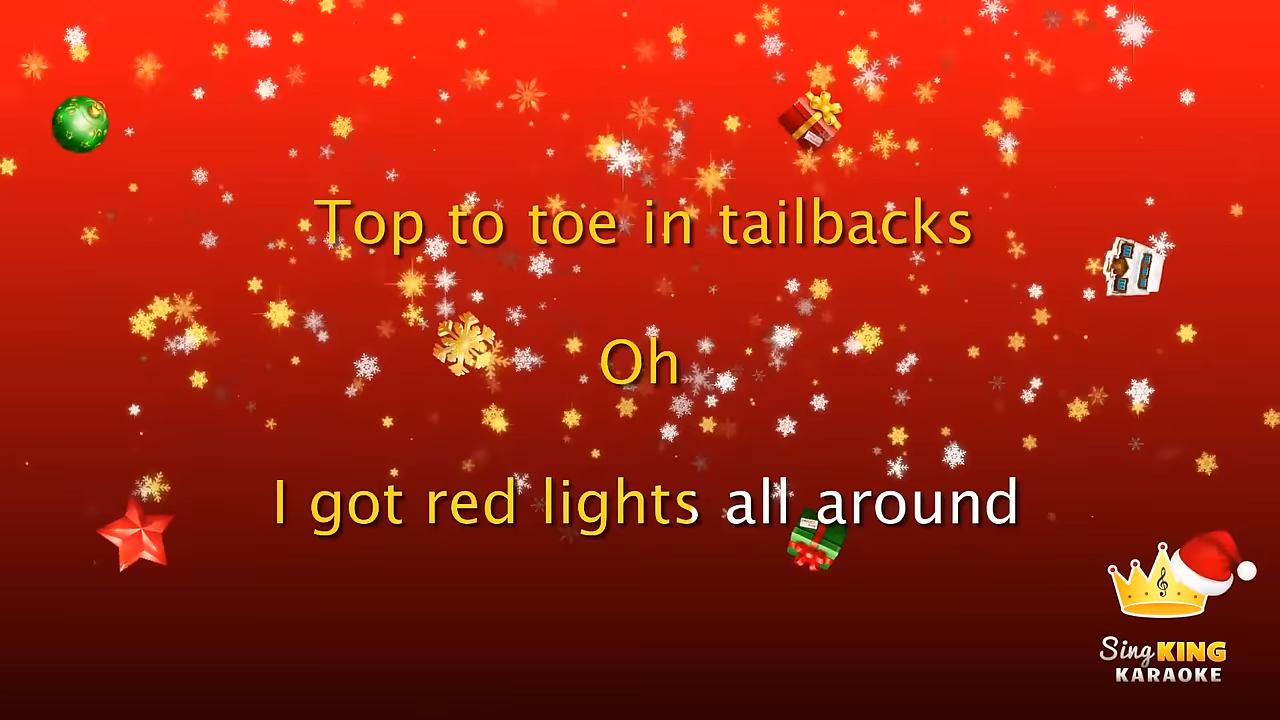 Top to toe in tailbacks
Oh
I got red lights all around
Sing KING
KARAOKE